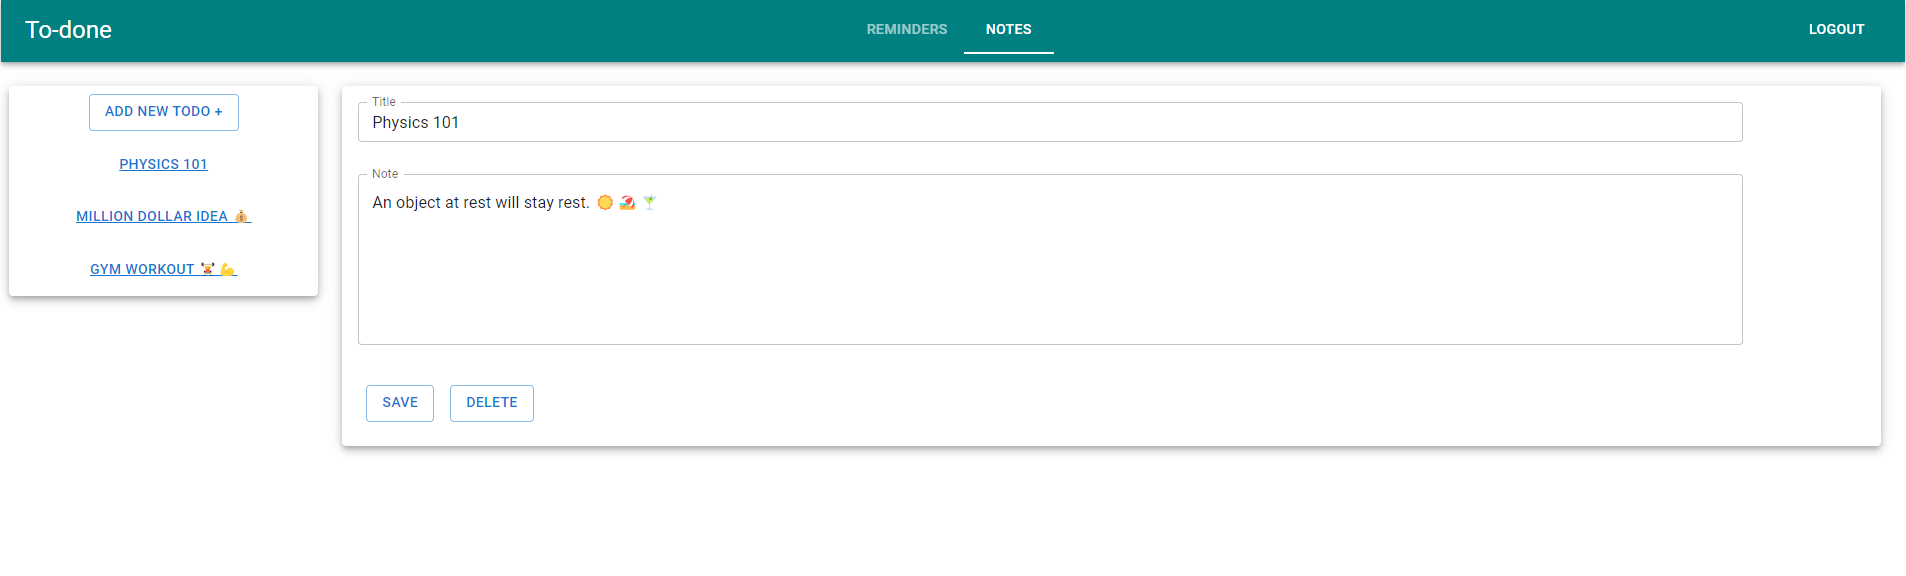 To-done
REMINDERS
NOTES
LOGOUT
ADD NEW TODO +
PHYSICS 101
MILLION DOLLAR IDEA 💰
GYM WORKOUT 🏋️ 💪
Title
Physics 101
Note
An object at rest will stay rest. ☀️ 🏖️ 🍸
SAVE
DELETE